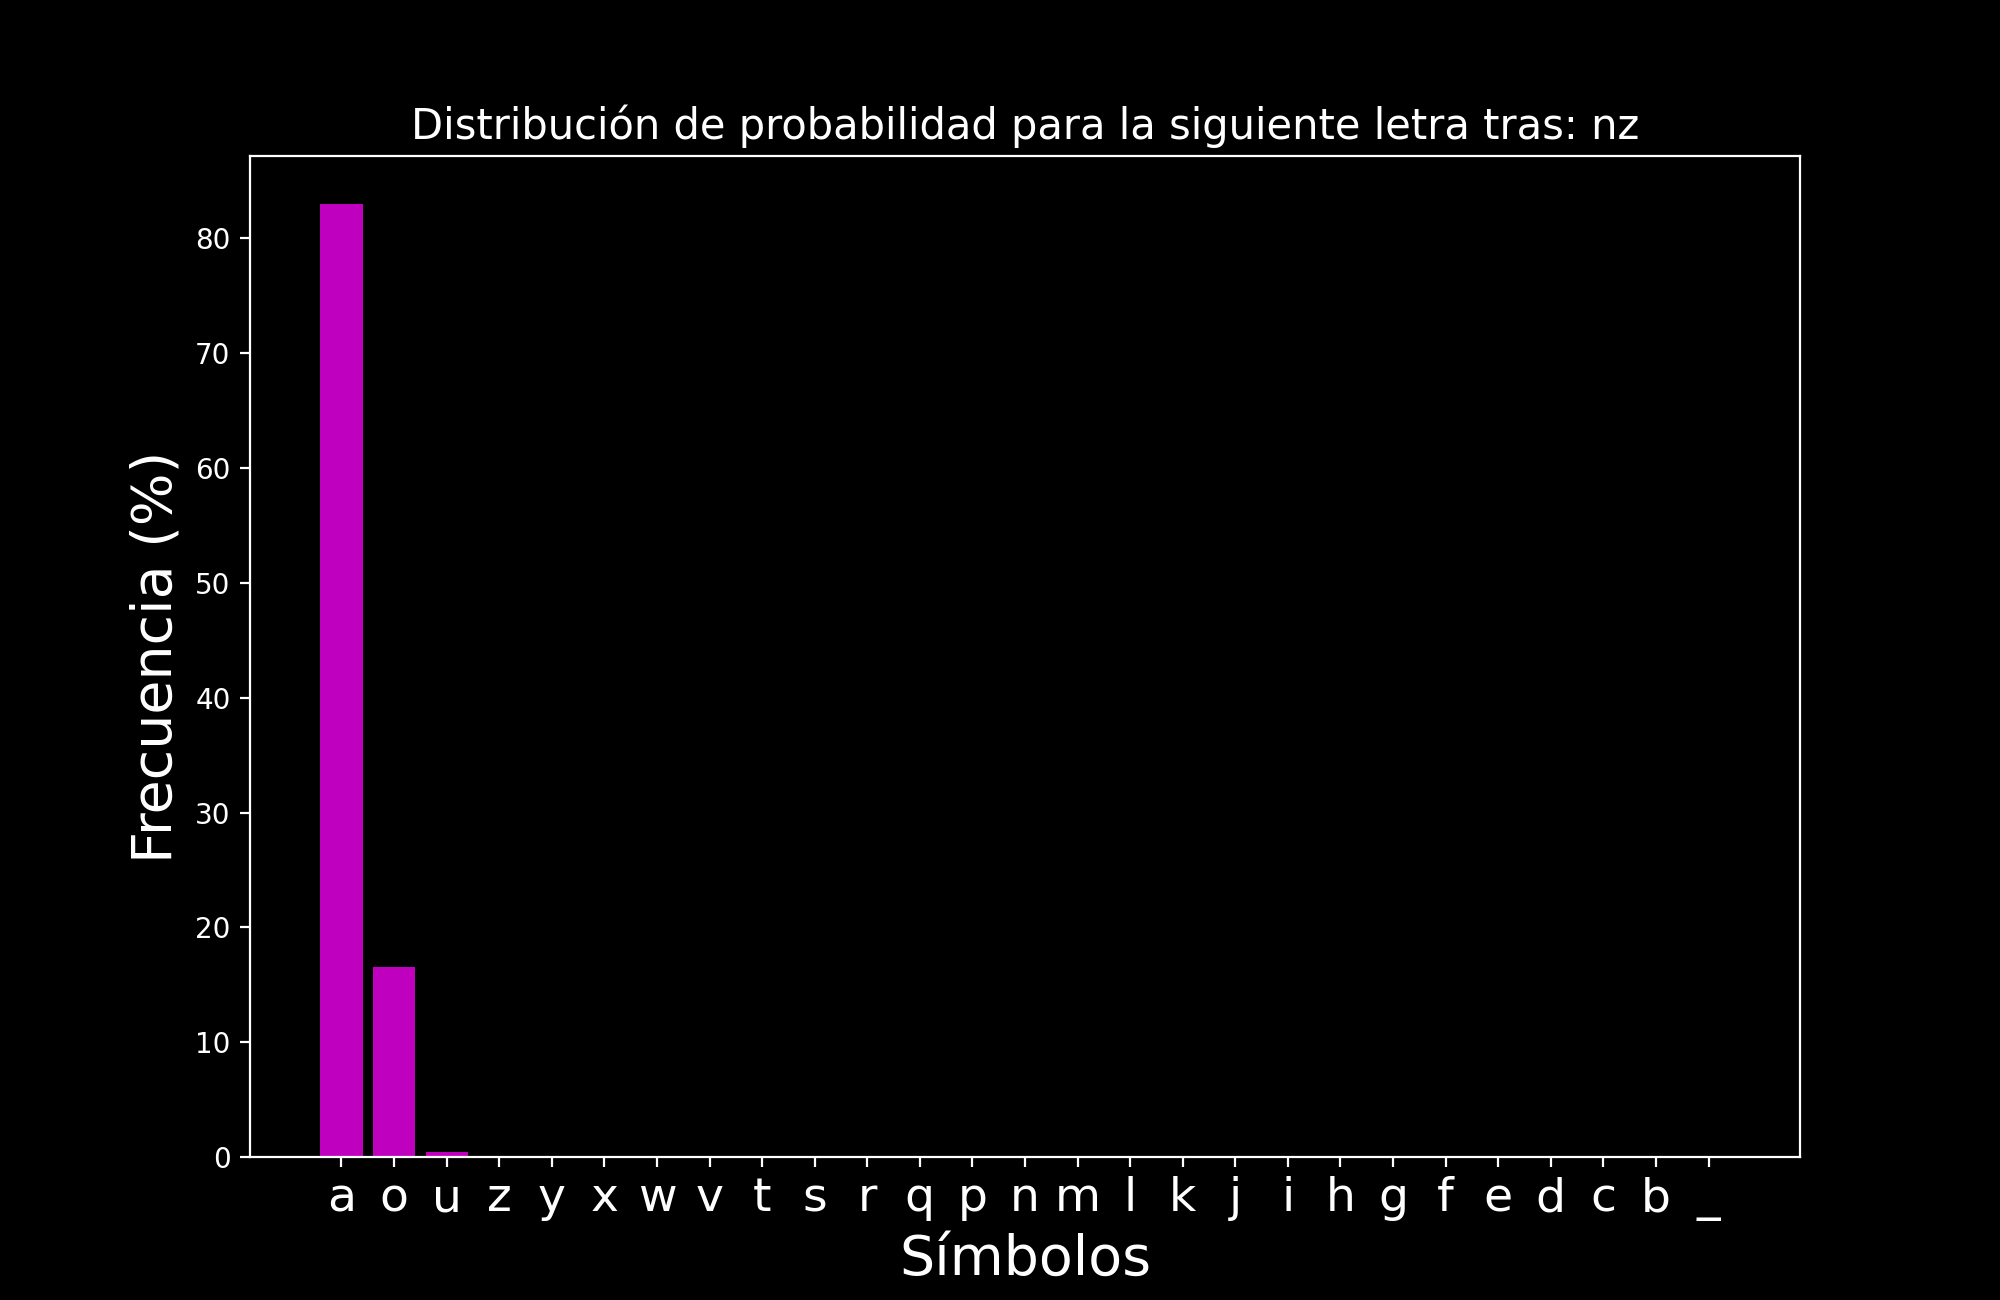 Distribución de probabilidad para la siguiente letra tras: nz
Frecuencia (%)
80
70
60
50
40
30
20
10
0
a o u z y x w v t s r q p n m l k j i h g f e d c b _
Símbolos